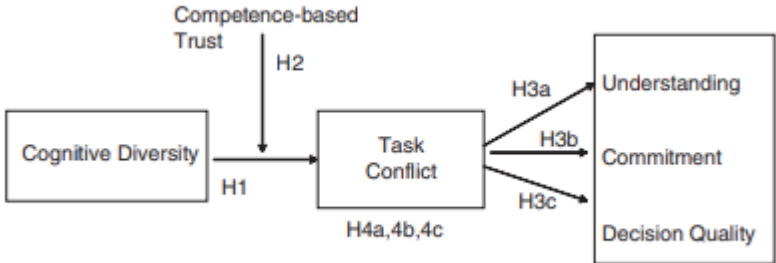 Competence-based
Trust
H2
H3a
Understanding
Cognitive Diversity
Task
Conflict
H3b
Commitment
H1
H3c
H4a,4b,4c
Decision Quality